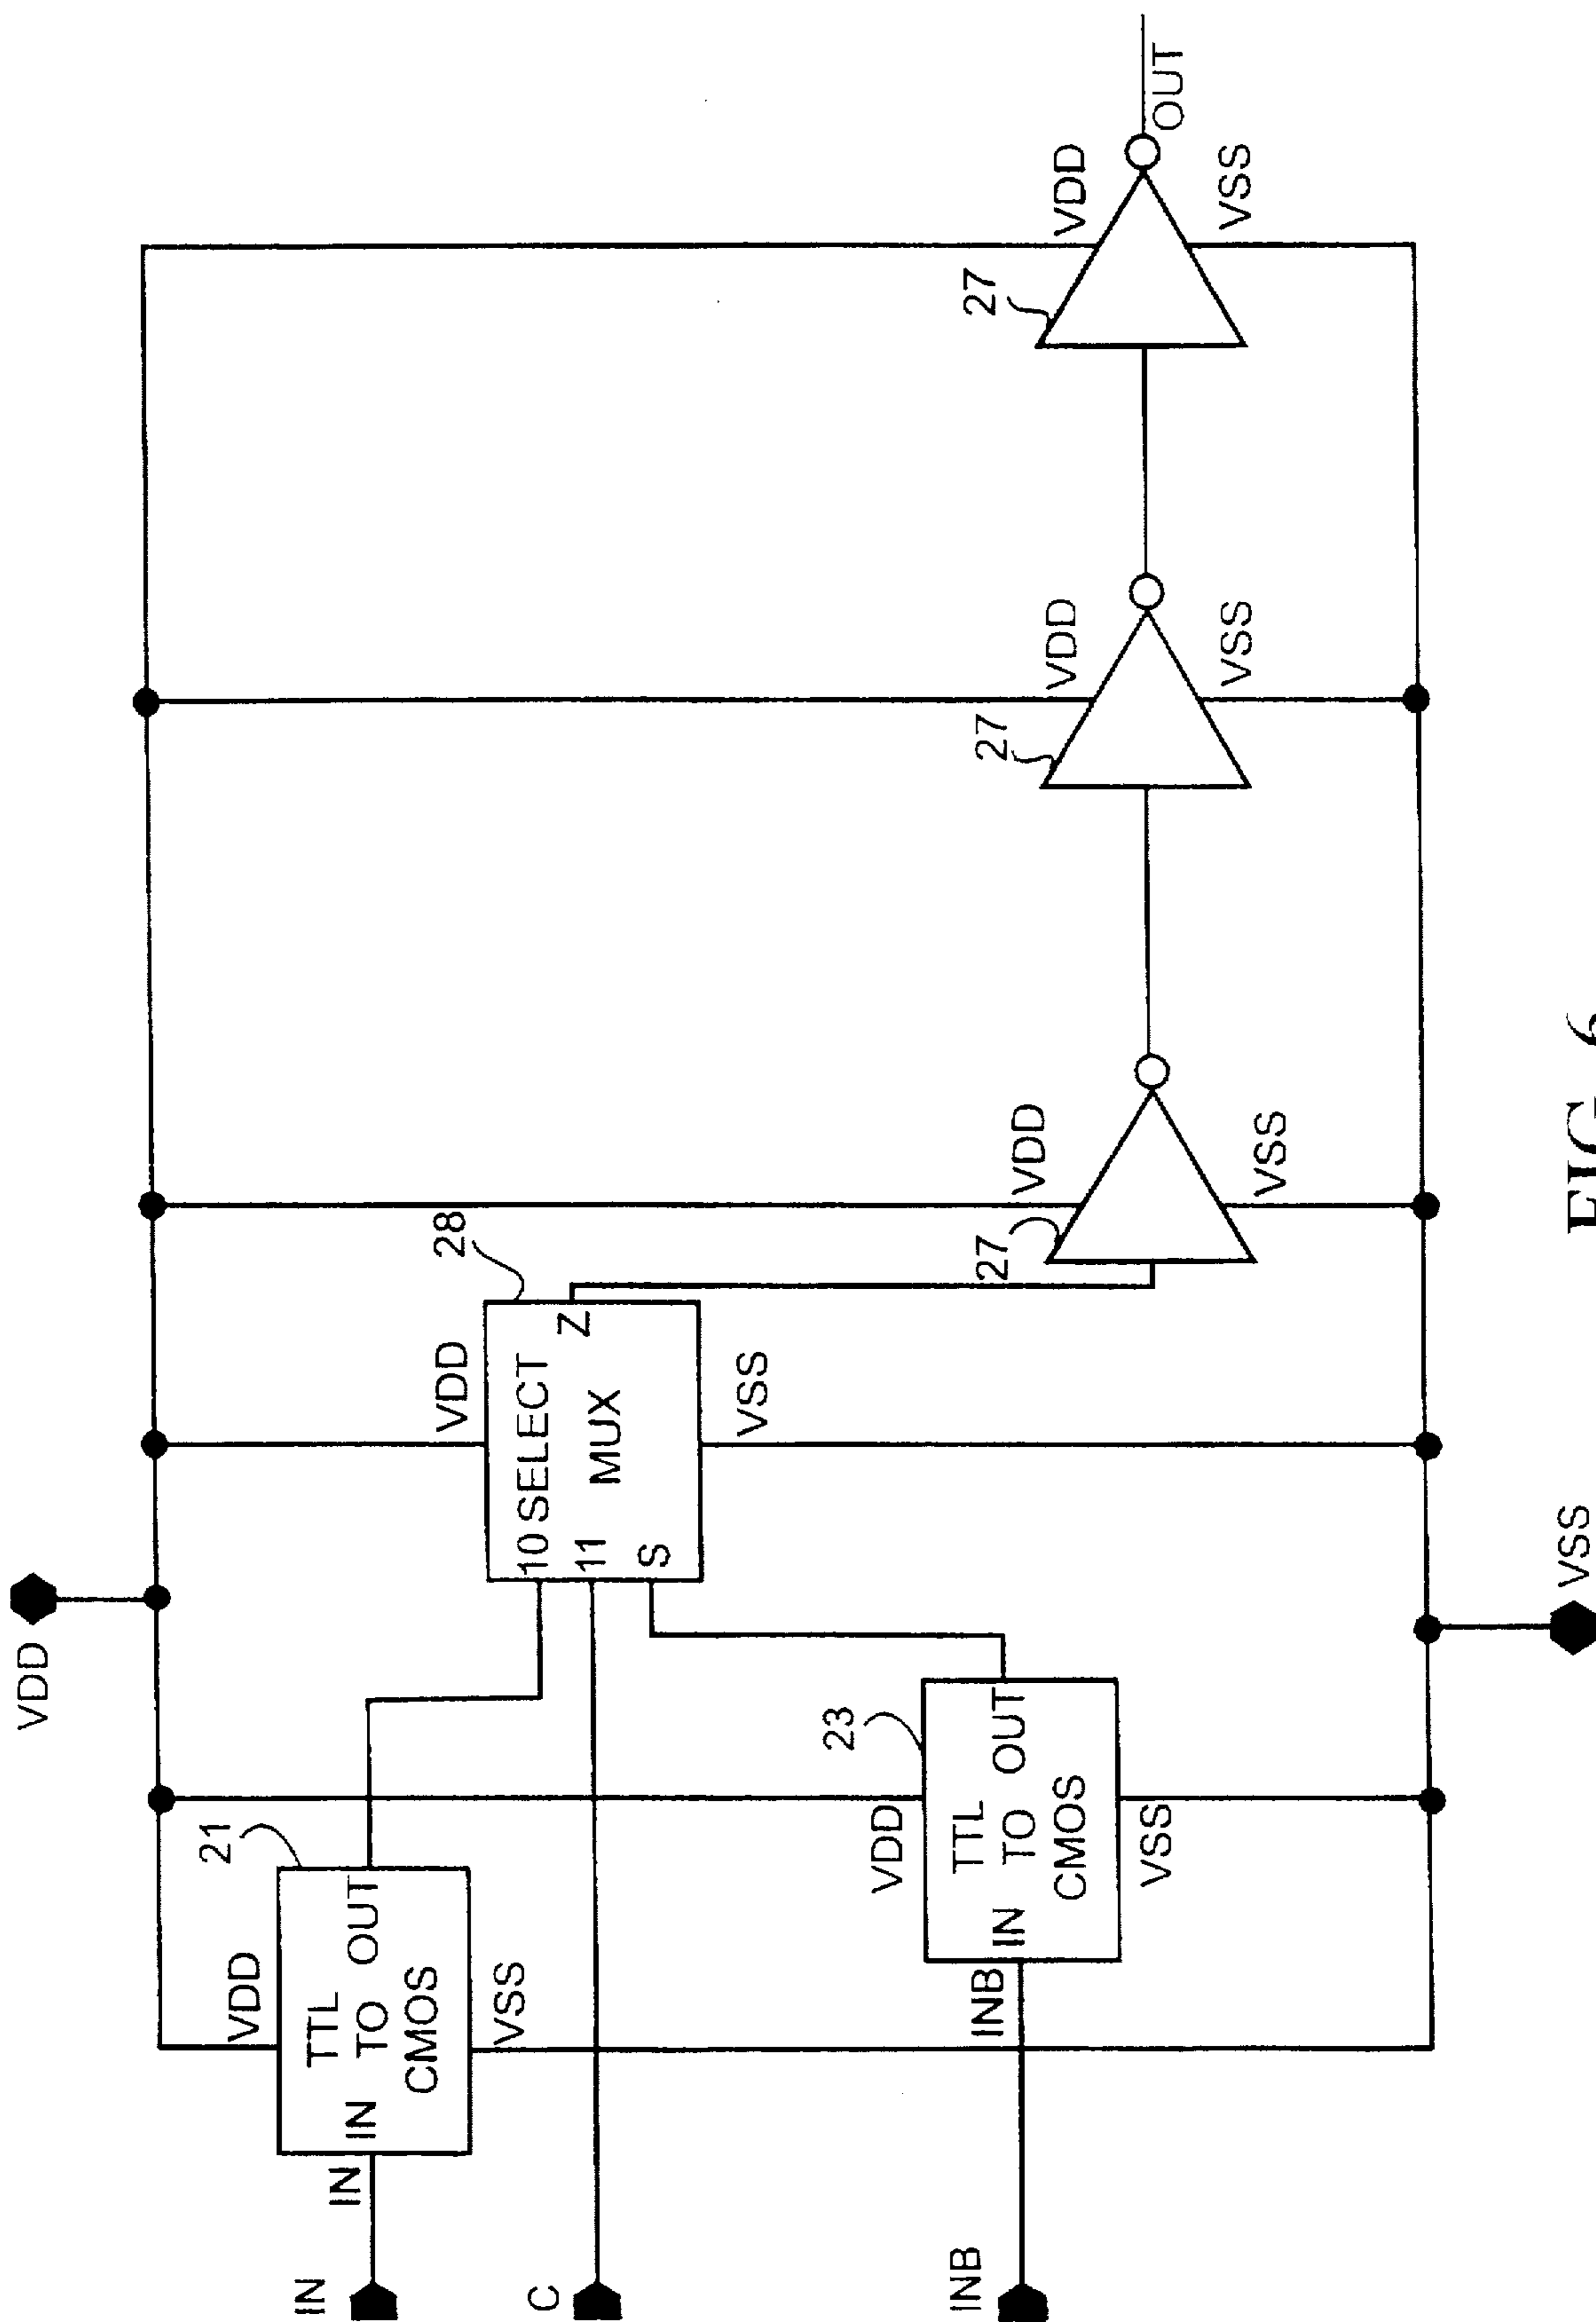 VDD
IN
IN
VDD
21
TTL
IN TO OUT
CMOS
VSS
C
INB
INB
VDD
23
TTL
IN TO OUT
CMOS
VSS
VDD
28
10 SELECT
11 MUX Z
S
VSS
VDD
27
VSS
VDD
27
VSS
VDD
27
VSS
OUT
VSS
FIG. 6